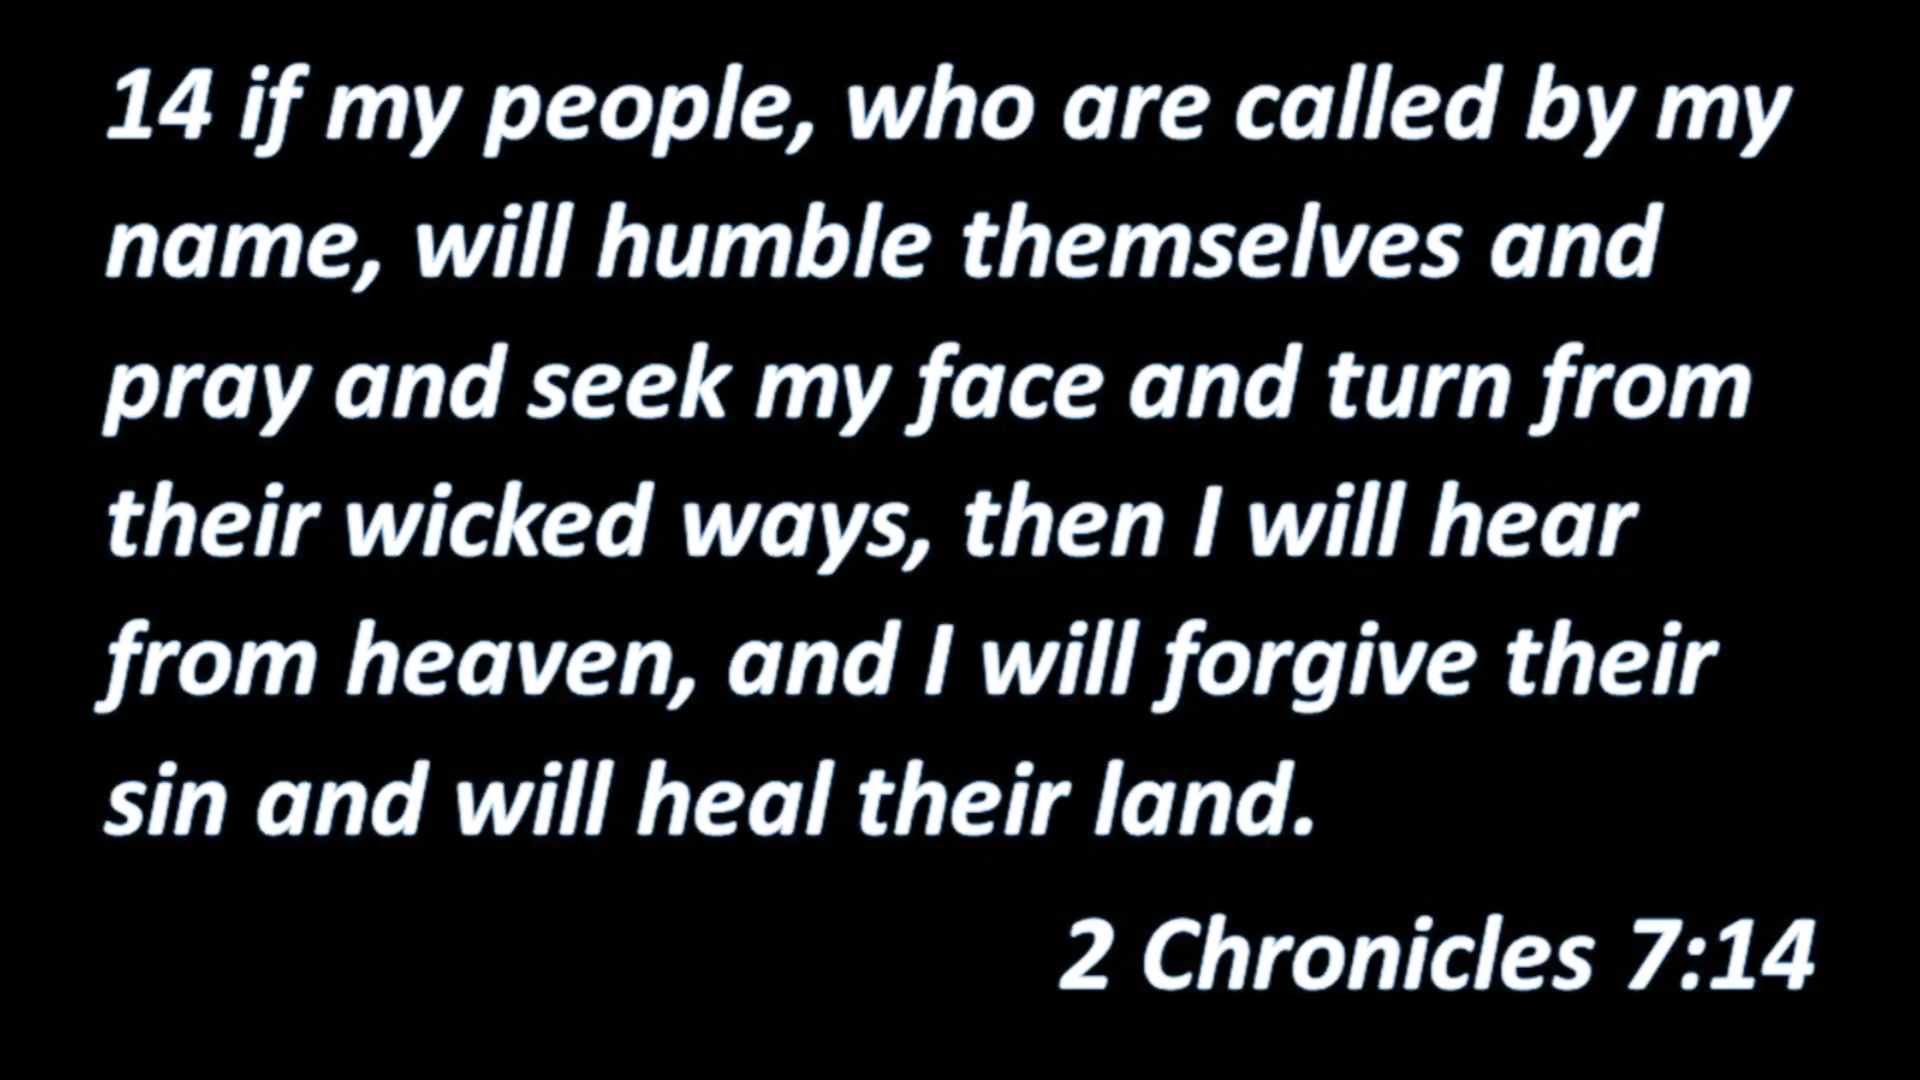 14 if my people, who are called by my
name, will humble themselves and
pray and seek my face and turn from
their wicked ways, then I will hear
from heaven, and I will forgive their
sin and will heal their land.
2 Chronicles 7:14